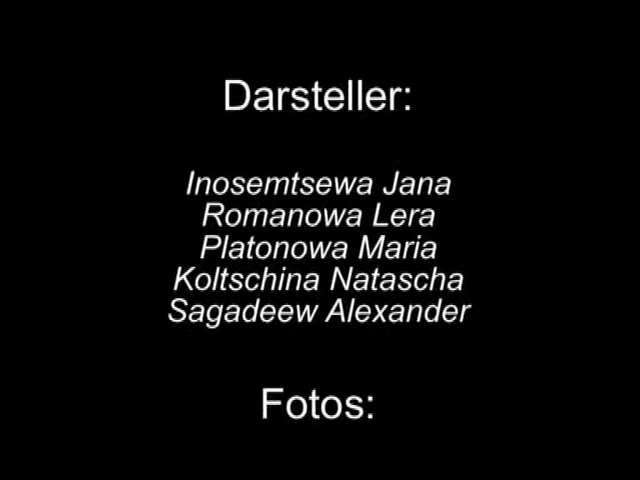 Darsteller:
Inosemtsewa Jana
Romanowa Lera
Platonowa Maria
Koltschina Natascha
Sagadeew Alexander
Fotos: